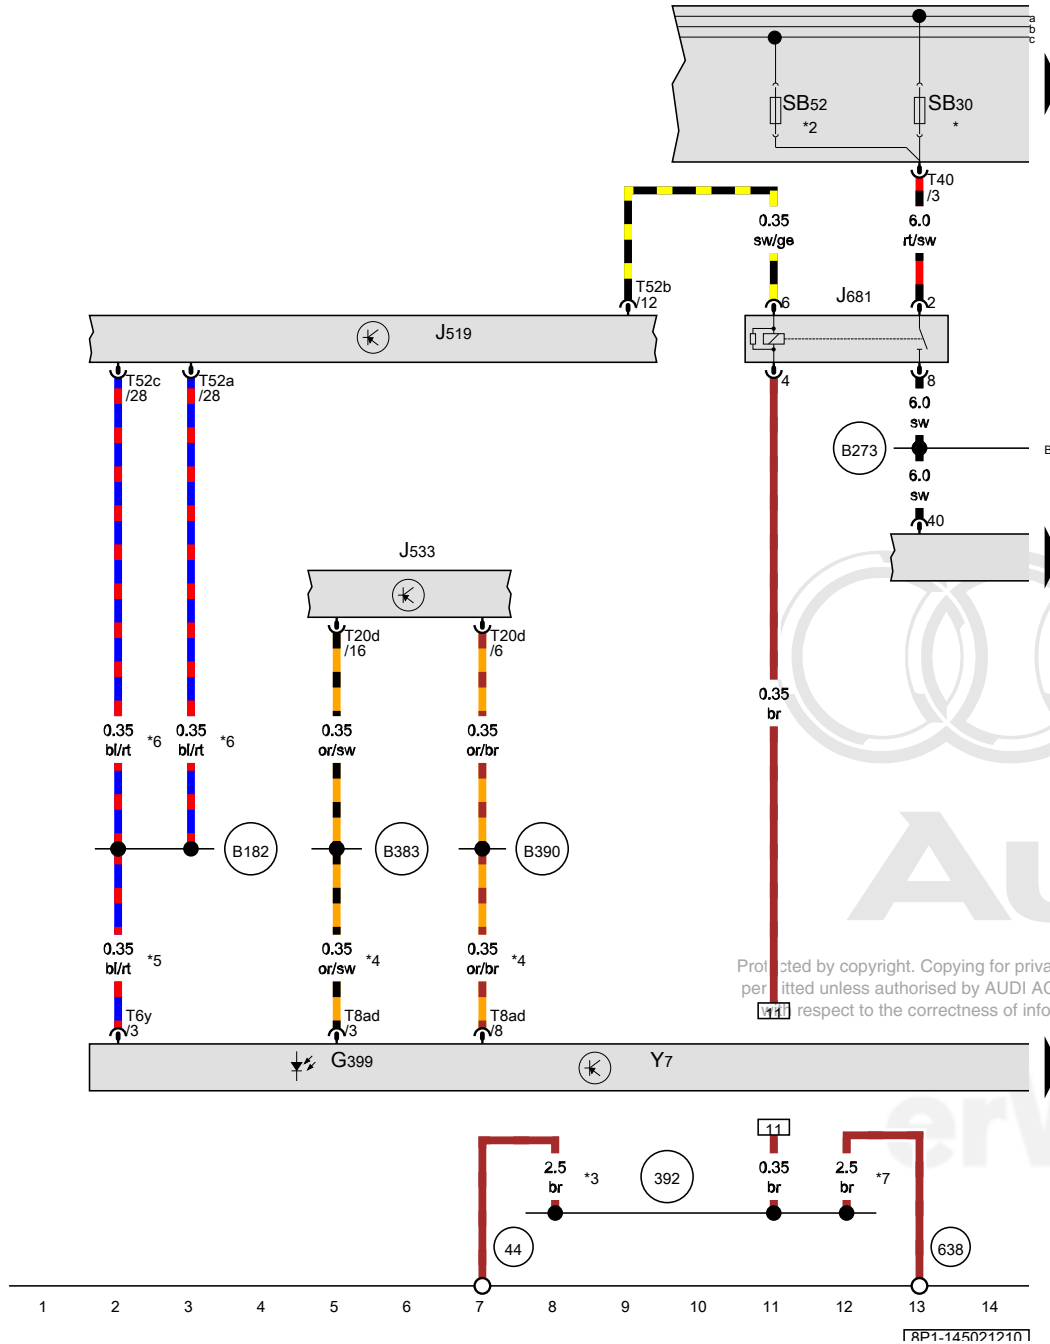 a
b
c
SB52
*2
SB30
*
T40
/3
0.35
sw/ge
6.0
rt/sw
T52b
/12
6
J681
2
J519
T52c
/28
T52a
/28
4
8
6.0
sw
B273
B
6.0
sw
40
J533
T20d
/16
T20d
/6
0.35
br
0.35
bl/rt
*6
0.35
bl/rt
*6
0.35
or/sw
0.35
or/br
B182
B383
B390
Au
0.35
bl/rt
*5
0.35
or/sw
*4
0.35
or/br
*4
Protected by copyright. Copying for priva
permitted unless authorised by AUDI AG
with respect to the correctness of info
11
T6y
/3
T8ad
/3
T8ad
/8
G399
Y7
erW
11
2.5
br
*3
392
0.35
br
2.5
br
*7
44
638
1 2 3 4 5 6 7 8 9 10 11 12 13 14
8P1-145021210